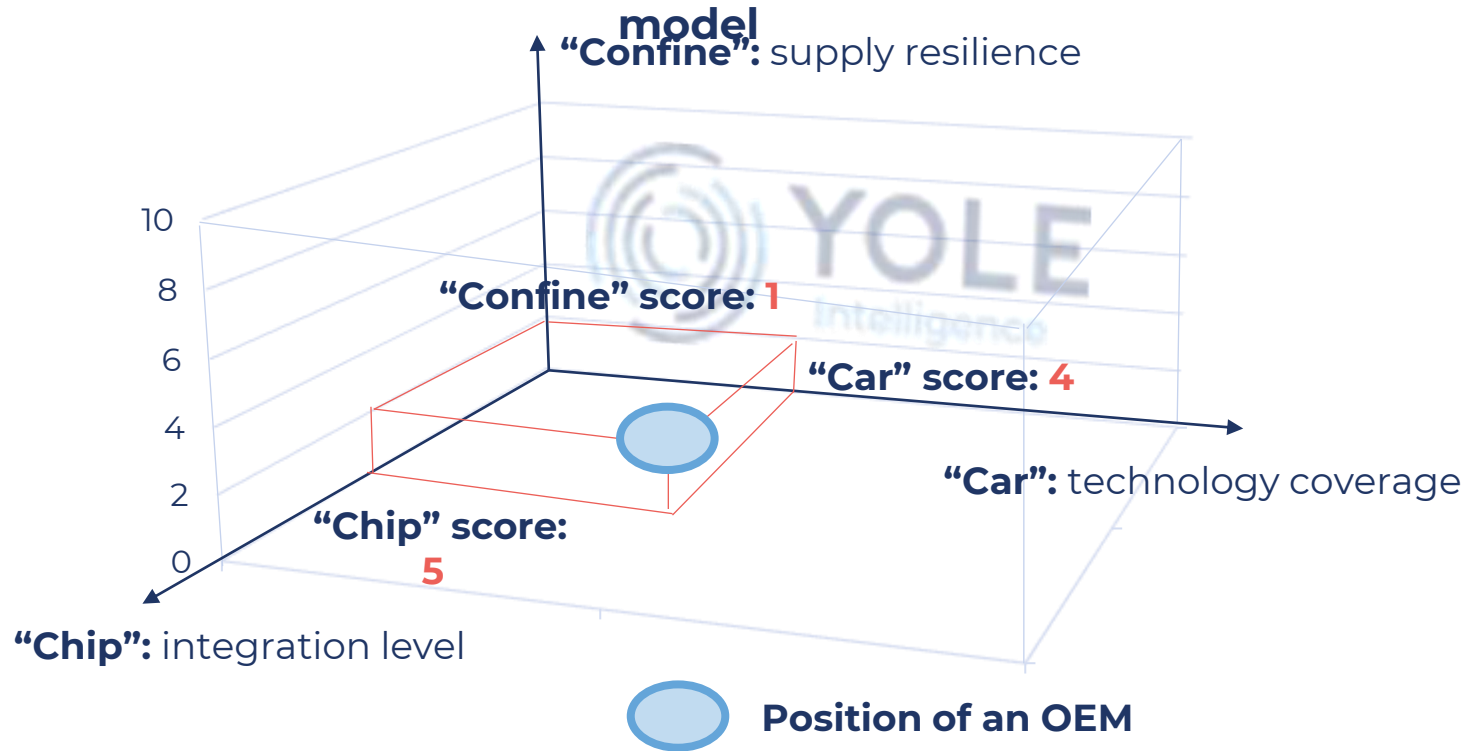 model
“Confine”: supply resilience
YOLE
Intelligence
10
8
“Confine” score: 1
6
“Car” score: 4
4
“Car”: technology coverage
2
“Chip” score:
5
0
“Chip”: integration level
Position of an OEM